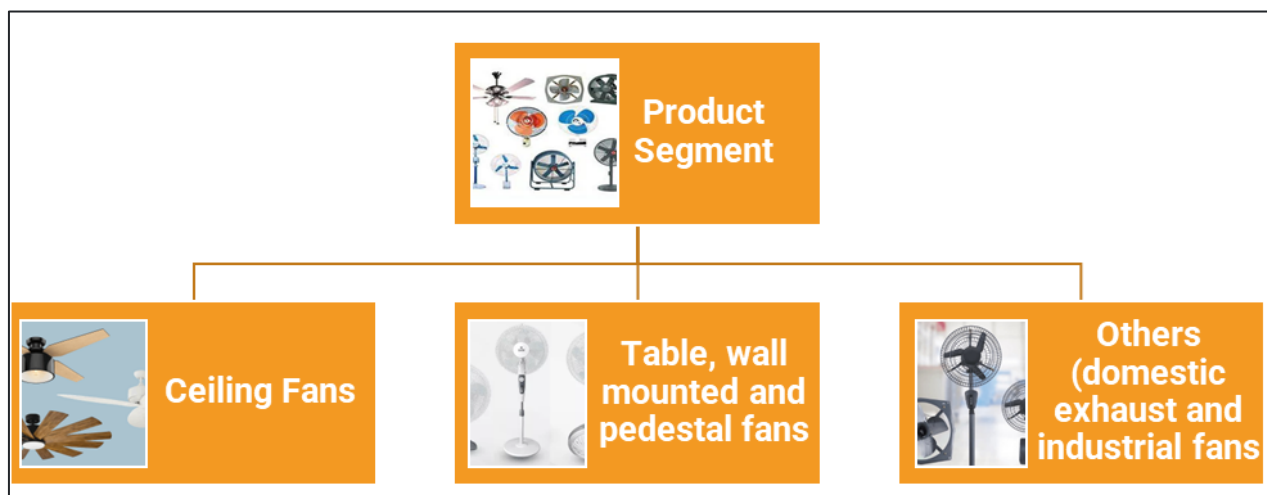 Product
Segment
Ceiling Fans
Table, wall
mounted and
pedestal fans
Others
(domestic
exhaust and
industrial fans